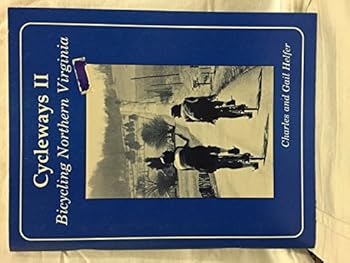 Cycleways II
Bicycling Northern Virginia
Charles and Gail Helfer